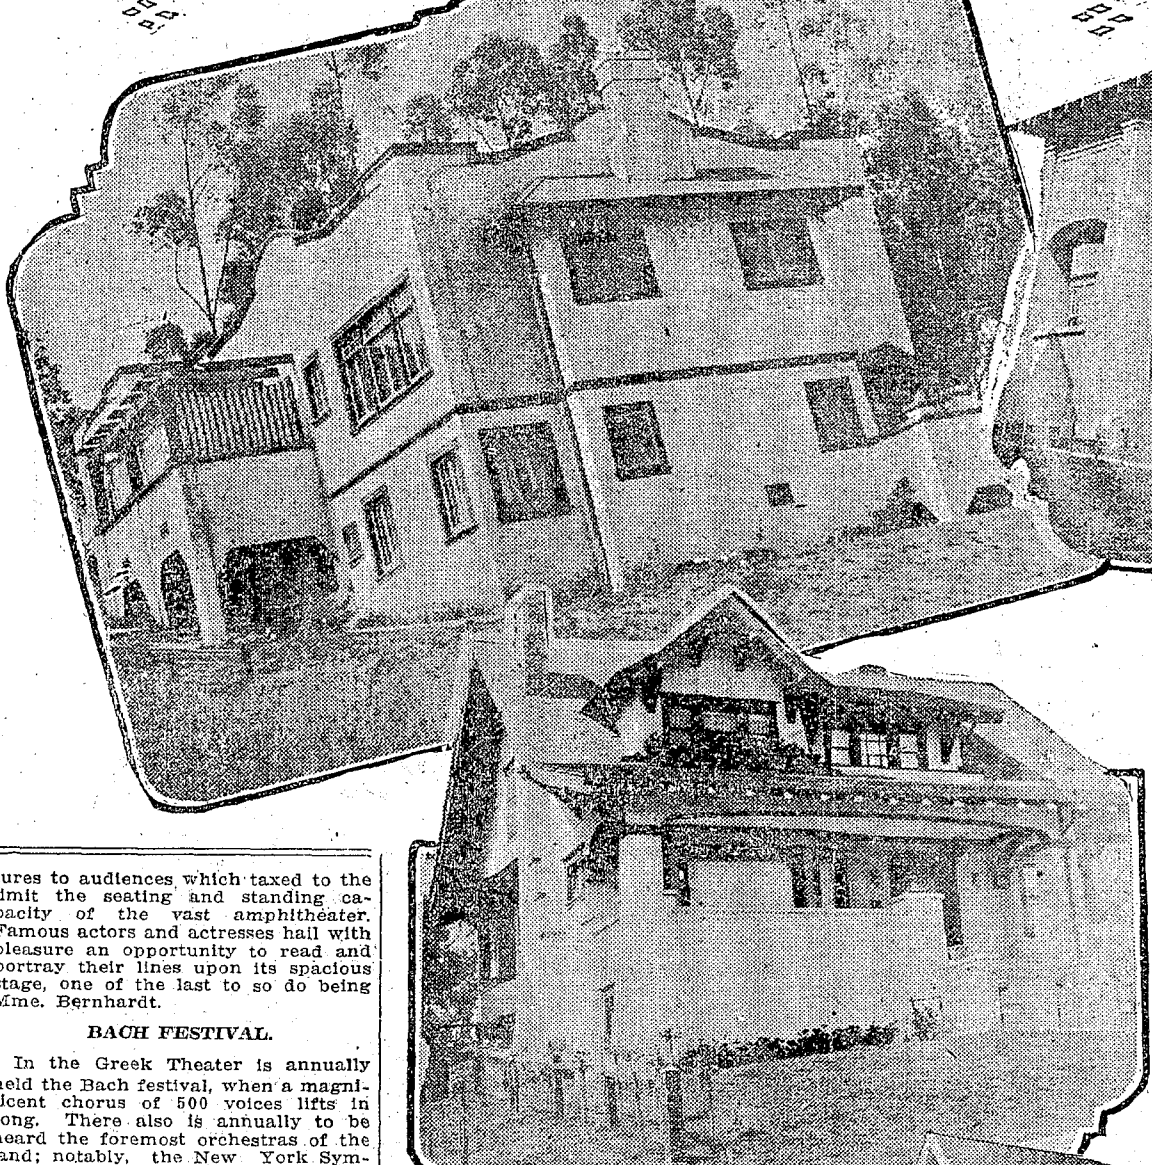 ures to audiences which taxed to the
imit the seating and standing ca-
pacity of the vast amphitheater.
Famous actors and actresses hail with
pleasure an opportunity to read and
portray their lines upon its spacious
stage, one of the last to so do being
Mme. Bernhardt.
BACH FESTIVAL.
In the Greek Theater is annually
held the Bach festival, when a magni-
icent chorus of 500 voices lifts in
ong. There also is annually to be
heard the foremost orchestras of the
and; notably, the New York Sym-